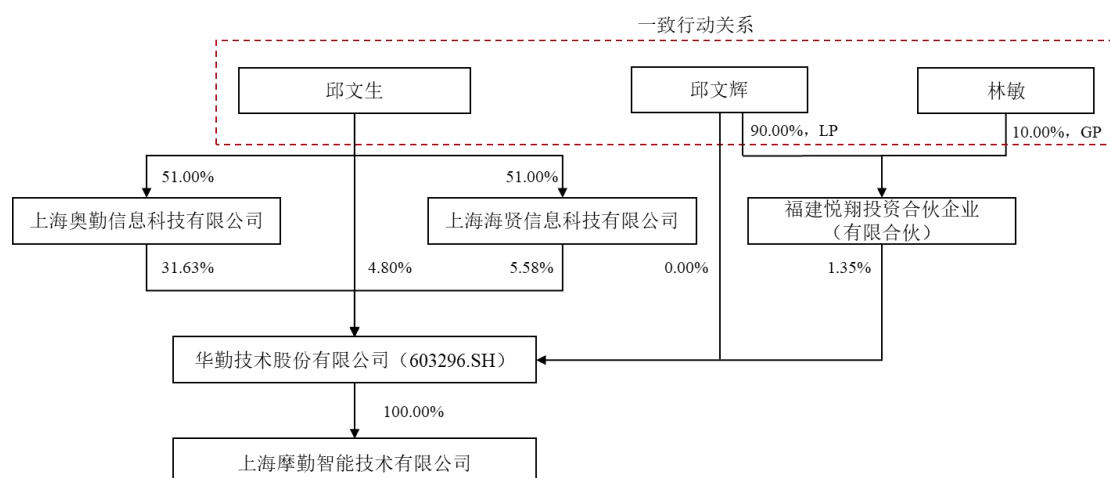 一致行动关系
邱文生
邱文辉
林敏
90.00%，LP
10.00%，GP
51.00%
51.00%
上海奥勤信息科技有限公司
上海海贤信息科技有限公司
福建悦翔投资合伙企业
（有限合伙）
31.63%
4.80%
5.58%
0.00%
1.35%
华勤技术股份有限公司（603296.SH）
100.00%
上海摩勤智能技术有限公司